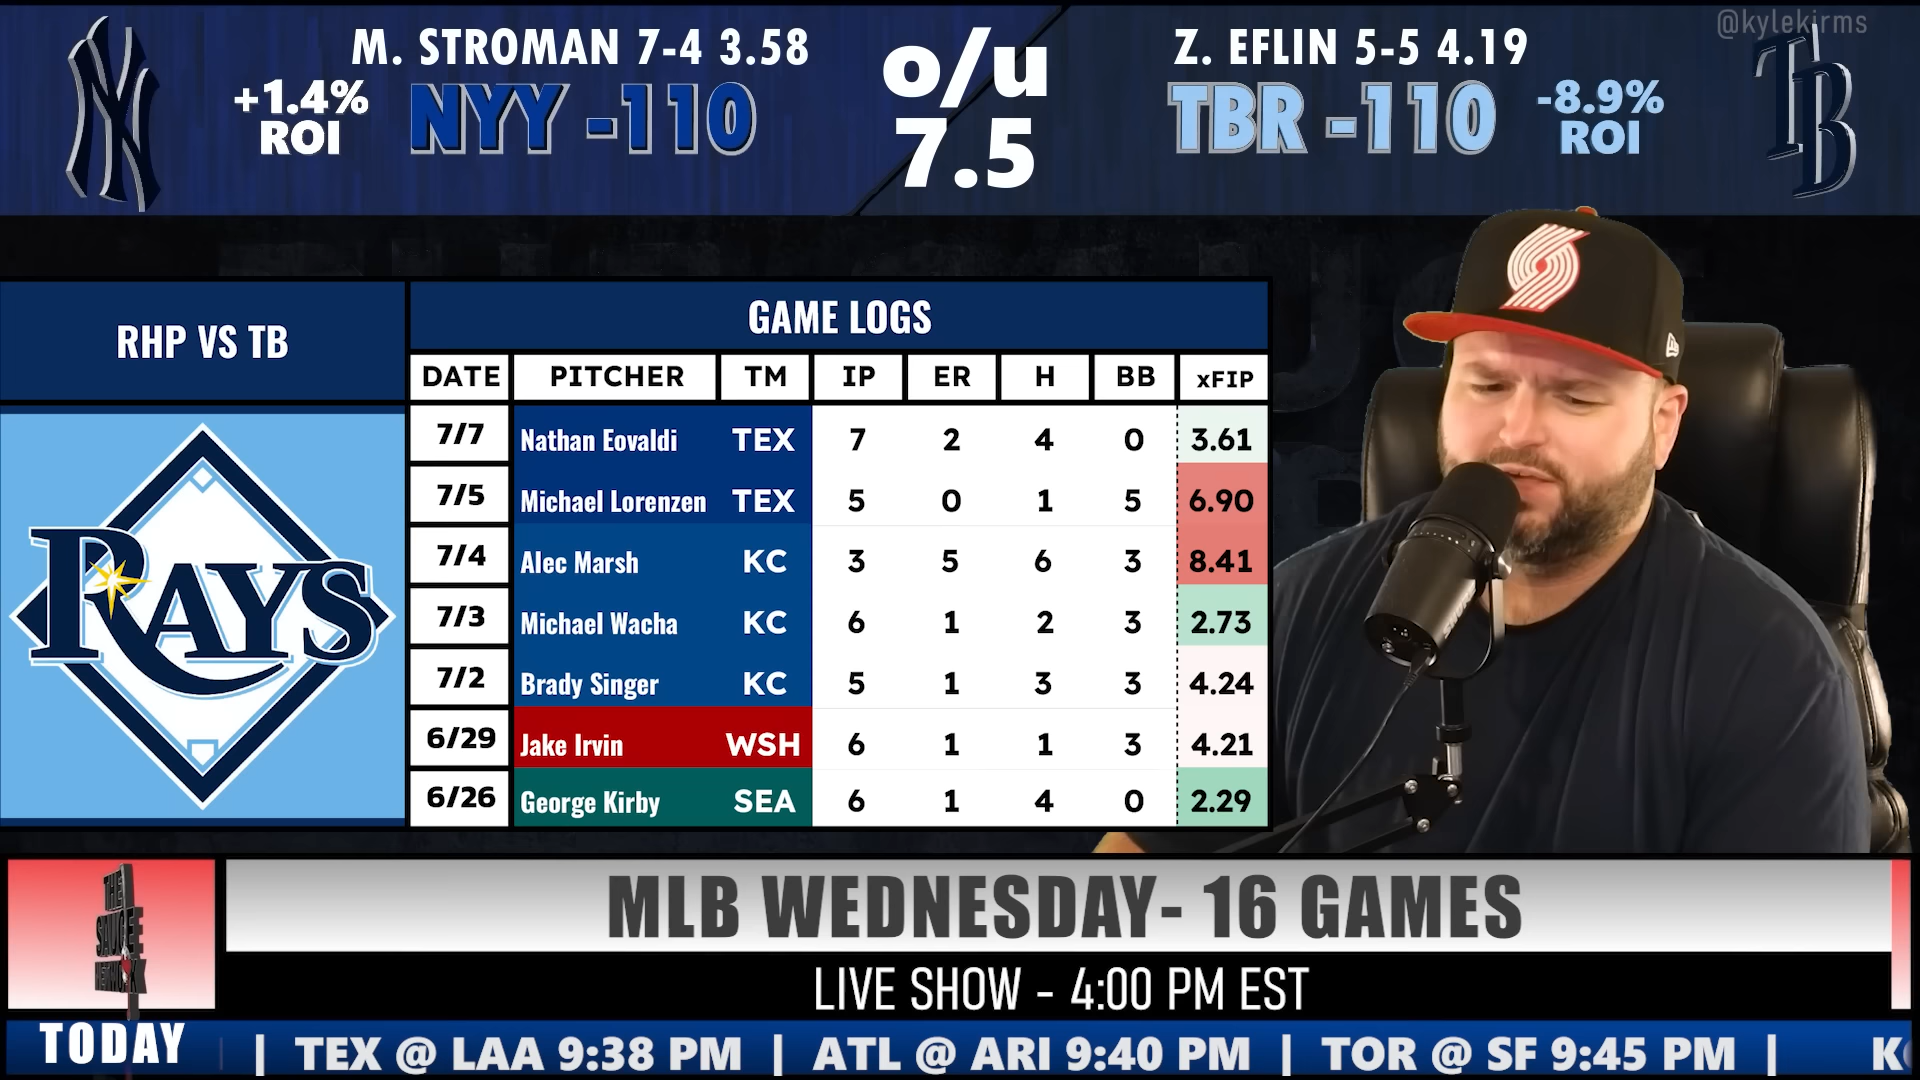 @kylekirms
M. STROMAN 7-4 3.58
+1.4%
ROI
NYY -110
o/u
7.5
Z. EFLIN 5-5 4.19
TBR -110
-8.9%
ROI
NY
TB
RHP VS TB
RAYS
GAME LOGS
DATE PITCHER TM IP ER H BB xFIP
7/7 Nathan Eovaldi TEX 7 2 4 0 3.61
7/5 Michael Lorenzen TEX 5 0 1 5 6.90
7/4 Alec Marsh KC 3 5 6 3 8.41
7/3 Michael Wacha KC 6 1 2 3 2.73
7/2 Brady Singer KC 5 1 3 3 4.24
6/29 Jake Irvin WSH 6 1 1 3 4.21
6/26 George Kirby SEA 6 1 4 0 2.29
THE
SAUCE
NETWORK
MLB WEDNESDAY- 16 GAMES
LIVE SHOW - 4:00 PM EST
TODAY | TEX @ LAA 9:38 PM | ATL @ ARI 9:40 PM | TOR @ SF 9:45 PM |